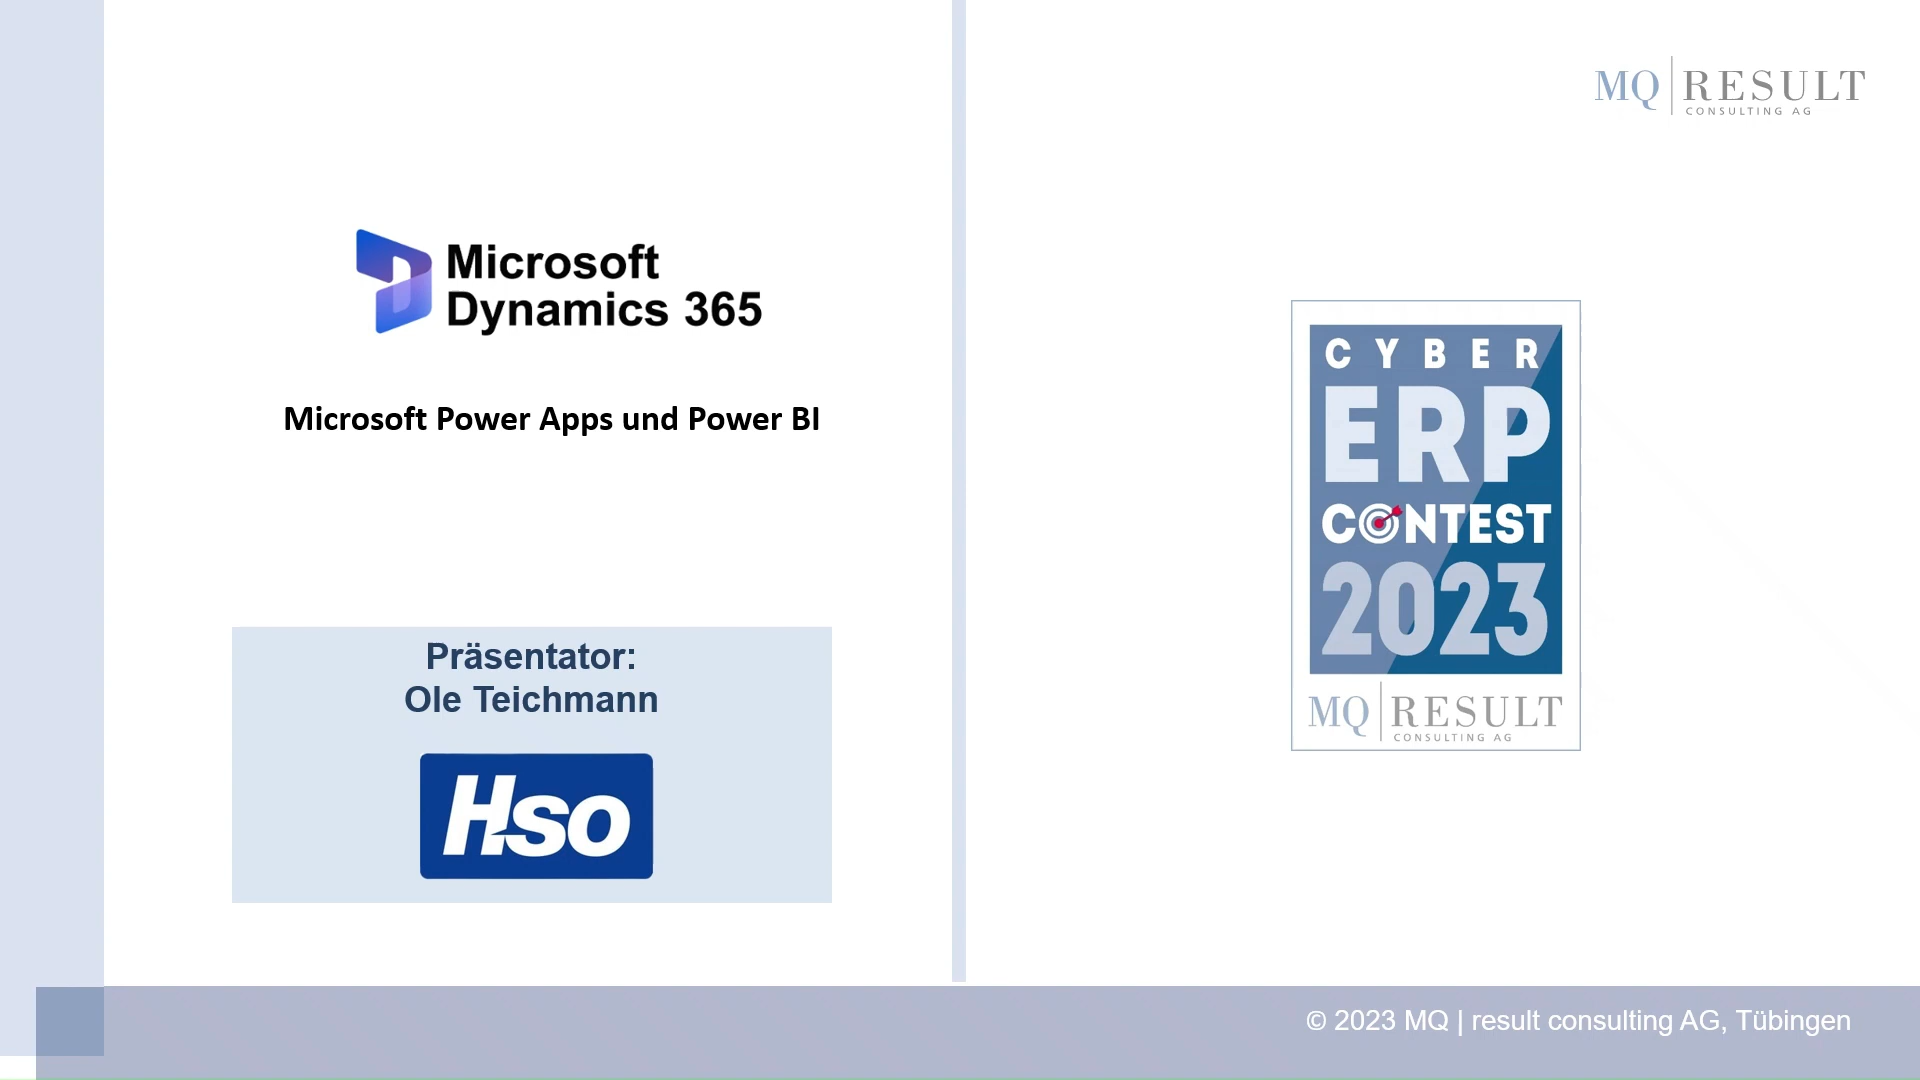 MQ | RESULT
CONSULTING AG
Microsoft
Dynamics 365
Microsoft Power Apps und Power BI
Präsentator:
Ole Teichmann
Hso
CYBER
ERP
CONTEST
2023
MQ | RESULT
CONSULTING AG
© 2023 MQ | result consulting AG, Tübingen